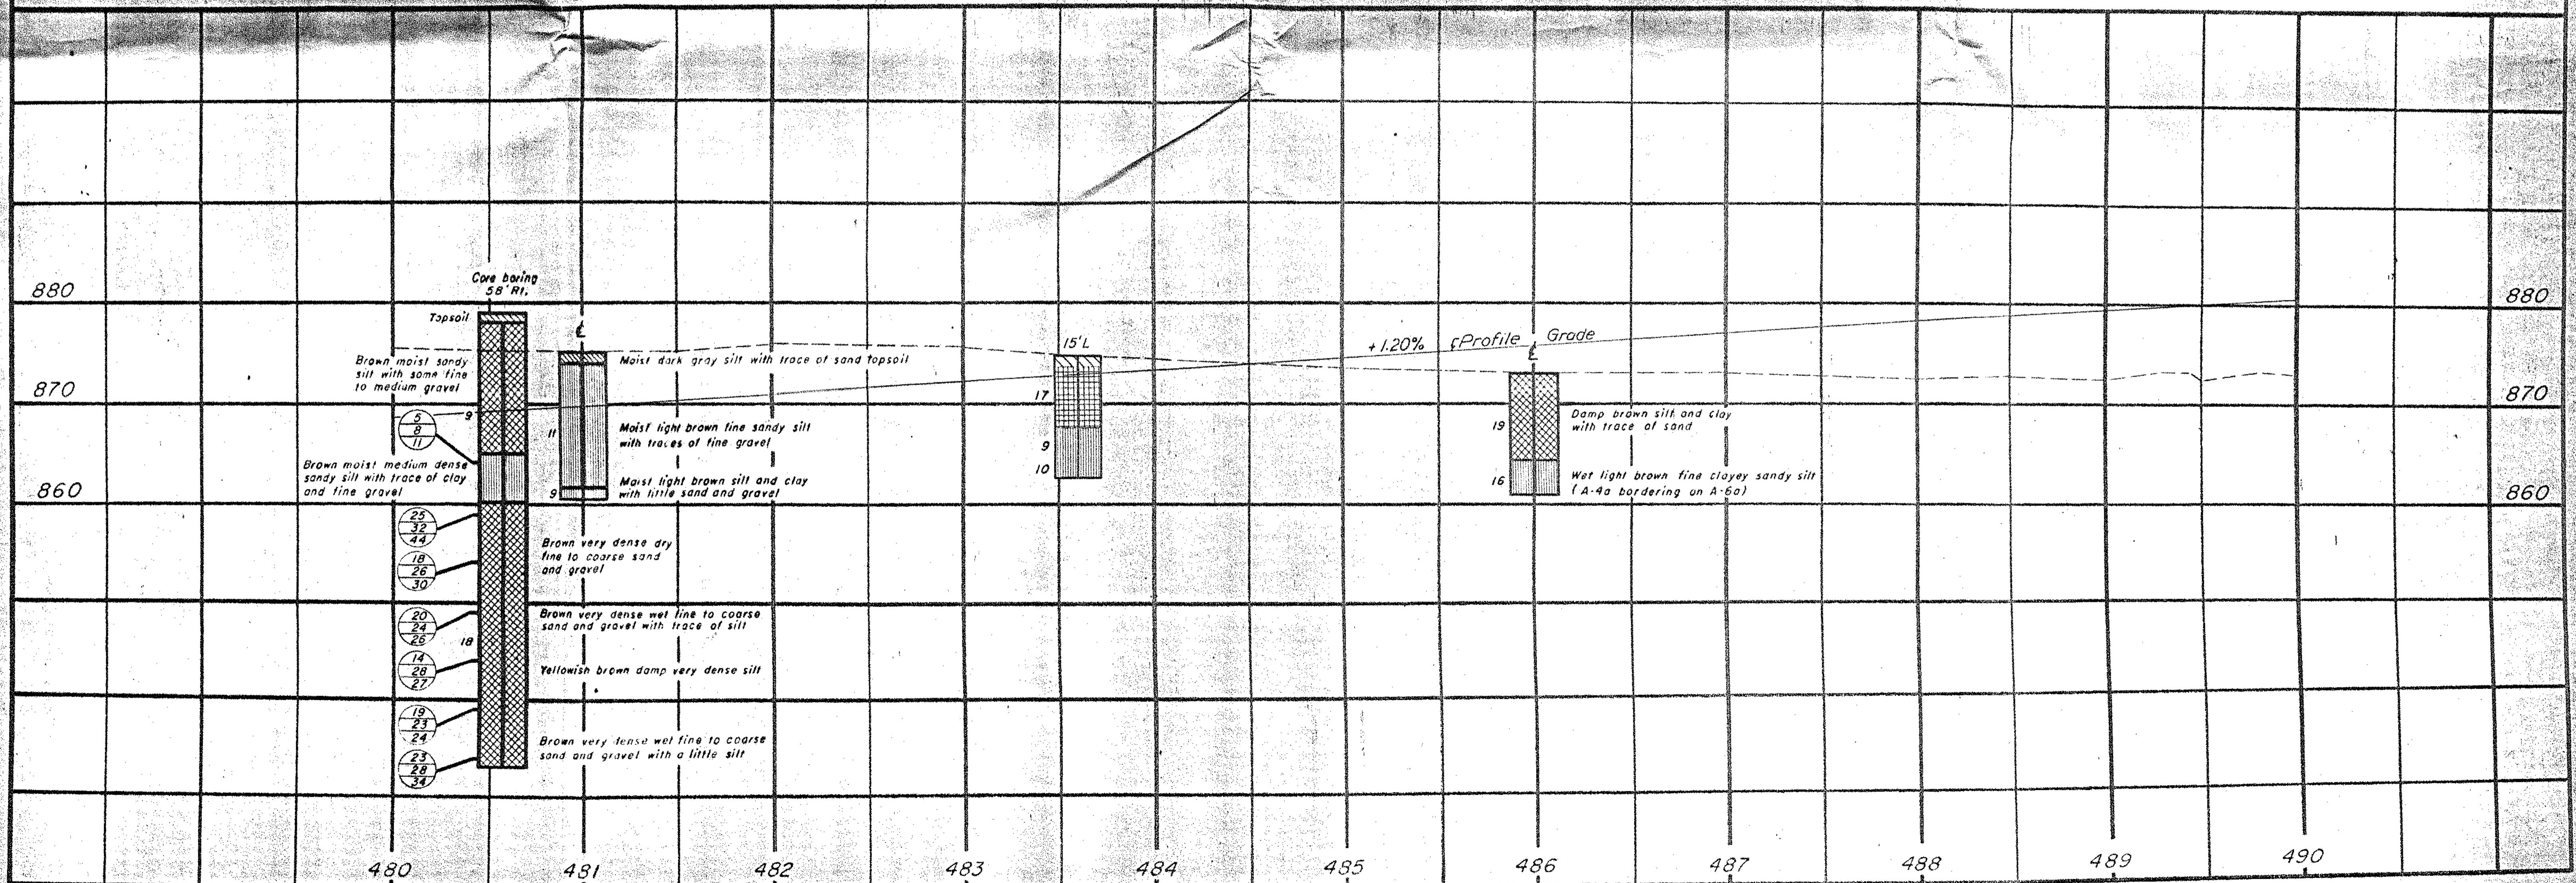 Core boring
58' Rt.
880
880
Topsoil
℄
Brown moist sandy
silt with some fine
to medium gravel
Moist dark gray silt with trace of sand topsoil
15'L
+1.20% ℄ Profile Grade
℄
870
870
9
5
8
11
11
Moist light brown fine sandy silt
with traces of fine gravel
17
9
10
19
Damp brown silt and clay
with trace of sand
Brown moist medium dense
sandy silt with trace of clay
and fine gravel
Moist light brown silt and clay
with little sand and gravel
9
16
Wet light brown fine clayey sandy silt
(A-4a bordering on A-6a)
860
860
25
32
44
18
26
30
Brown very dense dry
fine to coarse sand
and gravel
20
24
26
18
Brown very dense wet fine to coarse
sand and gravel with trace of silt
14
28
27
Yellowish brown damp very dense silt
19
23
24
23
28
34
Brown very dense wet fine to coarse
sand and gravel with a little silt
480 481 482 483 484 485 486 487 488 489 490